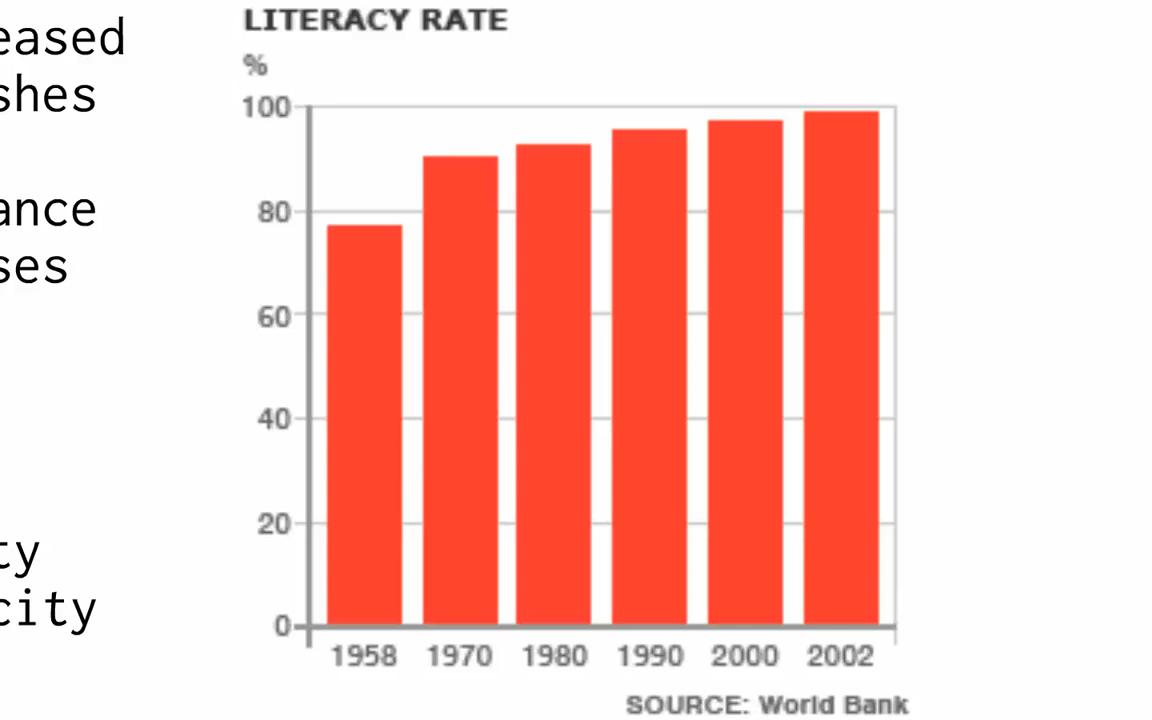 eased
shes
ance
ses
ty
city
LITERACY RATE
%
100
80
60
40
20
0
1958 1970 1980 1990 2000 2002
SOURCE: World Bank